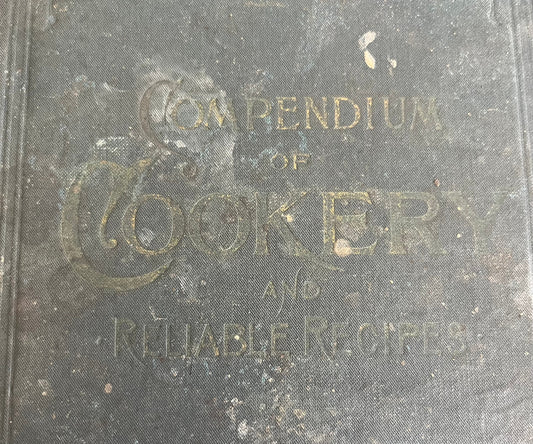 COMPENDIUM
OF
COOKERY
AND
RELIABLE RECIPES